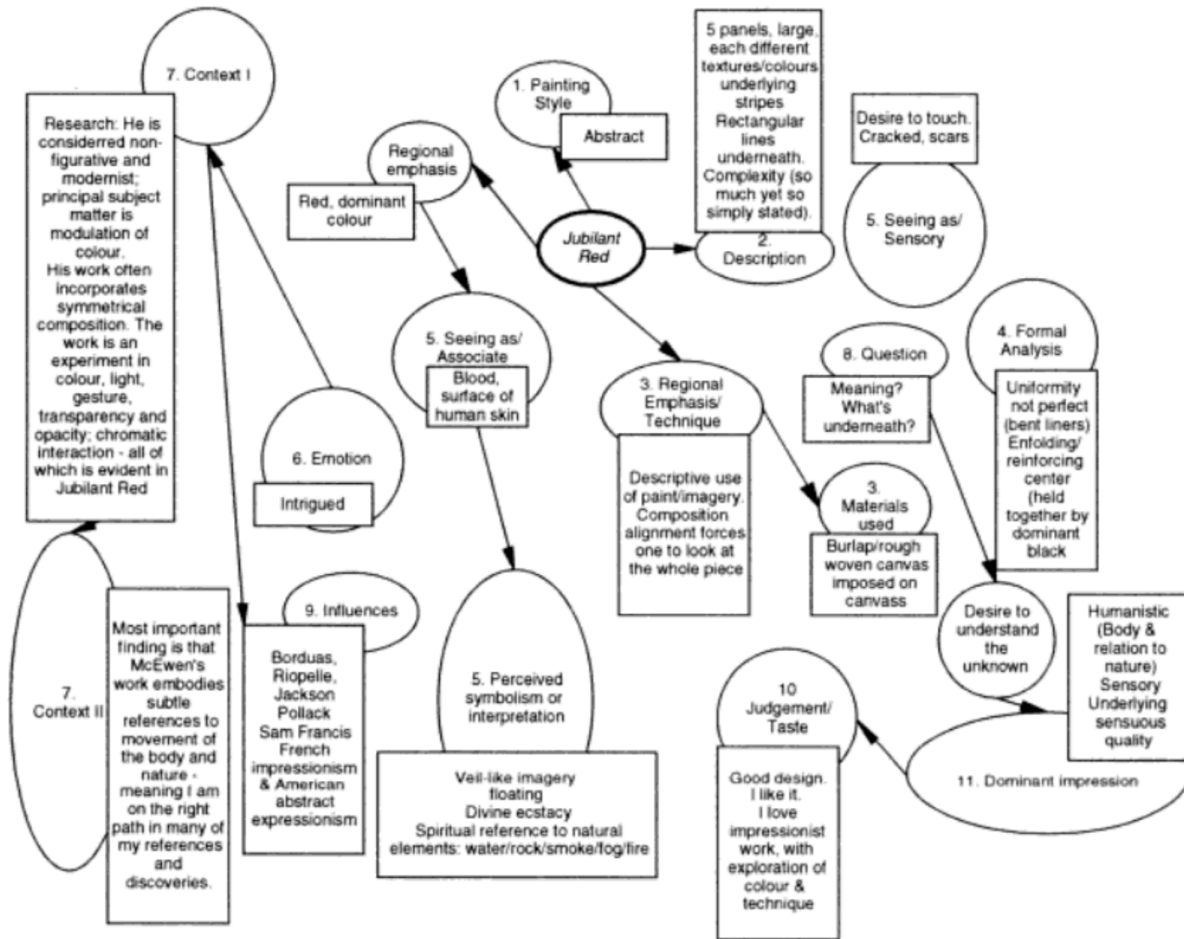 7. Context I
Research: He is
considerred non-
figurative and
modernist;
principal subject
matter is
modulation of
colour.
His work often
incorporates
symmetrical
composition. The
work is an
experiment in
colour, light,
gesture,
transparency and
opacity; chromatic
interaction - all of
which is evident in
Jubilant Red
1. Painting
Style
Abstract
Regional
emphasis
Red, dominant
colour
Jubilant
Red
5 panels, large,
each different
textures/colours
underlying
stripes
Rectangular
lines
underneath.
Complexity (so
much yet so
simply stated).
2.
Description
Desire to touch.
Cracked, scars
5. Seeing as/
Sensory
5. Seeing as/
Associate
Blood,
surface of
human skin
3. Regional
Emphasis/
Technique
Descriptive use
of paint/imagery.
Composition
alignment forces
one to look at
the whole piece
8. Question
Meaning?
What's
underneath?
4. Formal
Analysis
Uniformity
not perfect
(bent liners)
Enfolding/
reinforcing
center
(held
together by
dominant
black
6. Emotion
Intrigued
3.
Materials
used
Burlap/rough
woven canvas
imposed on
canvass
7.
Context II
Most important
finding is that
McEwen's
work embodies
subtle
references to
movement of
the body and
nature -
meaning I am
on the right
path in many of
my references
and
discoveries.
9. Influences
Borduas,
Riopelle,
Jackson
Pollack
Sam Francis
French
impressionism
& American
abstract
expressionism
5. Perceived
symbolism or
interpretation
Veil-like imagery
floating
Divine ecstacy
Spiritual reference to natural
elements: water/rock/smoke/fog/fire
Desire to
understand
the
unknown
Humanistic
(Body &
relation to
nature)
Sensory
Underlying
sensuous
quality
10
Judgement/
Taste
Good design.
I like it.
I love
impressionist
work, with
exploration of
colour &
technique
11. Dominant impression